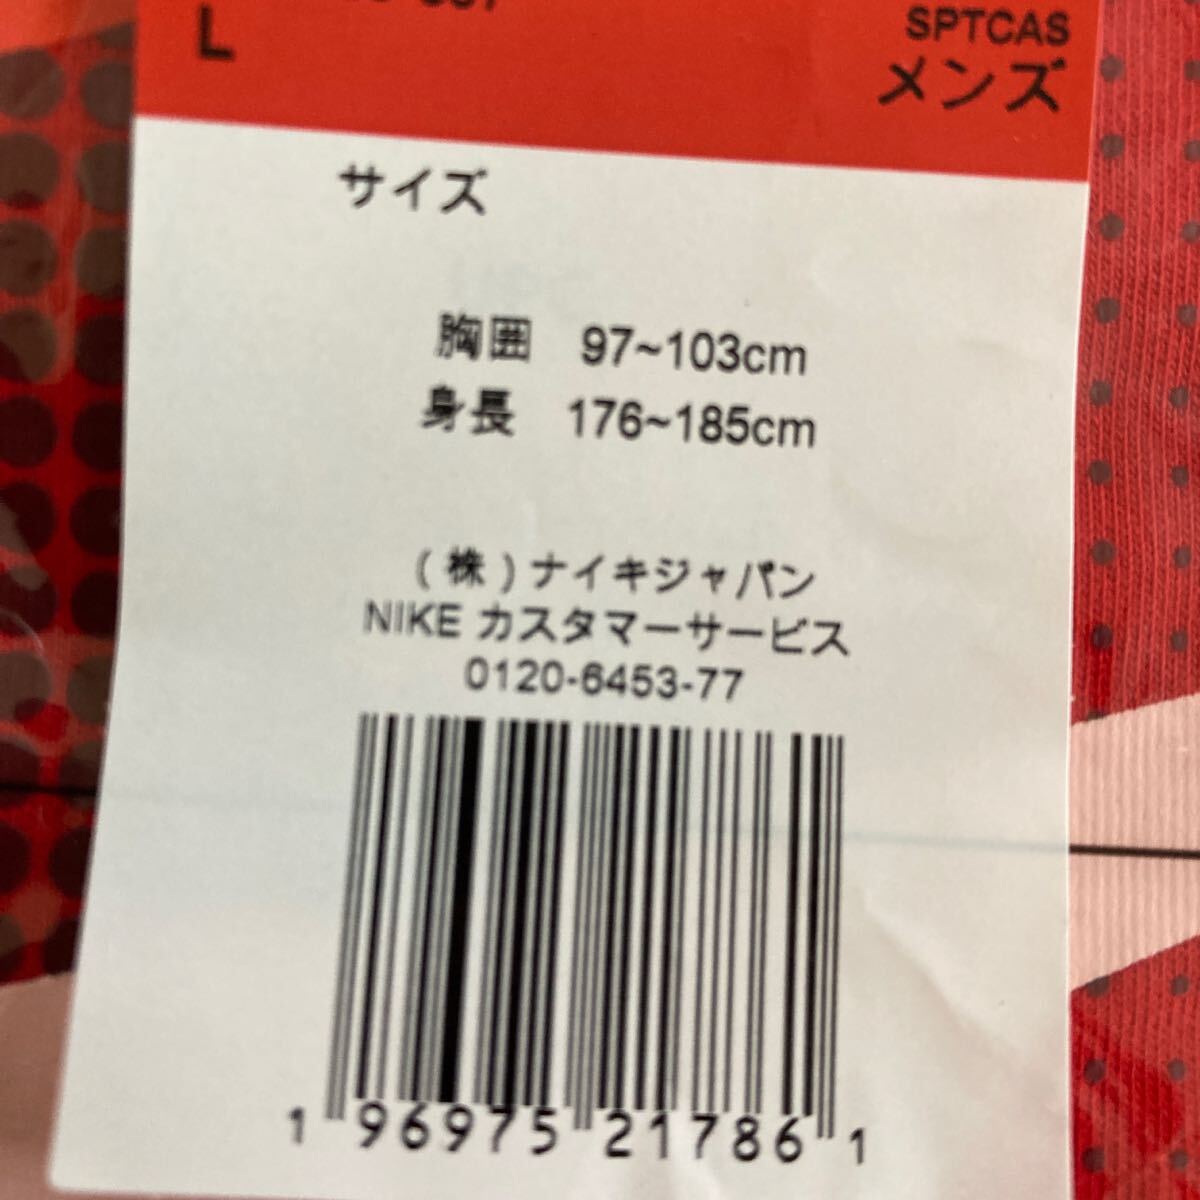 L
SPTCAS
メンズ
サイズ
胸囲 97~103cm
身長 176~185cm
(株)ナイキジャパン
NIKE カスタマーサービス
0120-6453-77
1 96975 21786 1